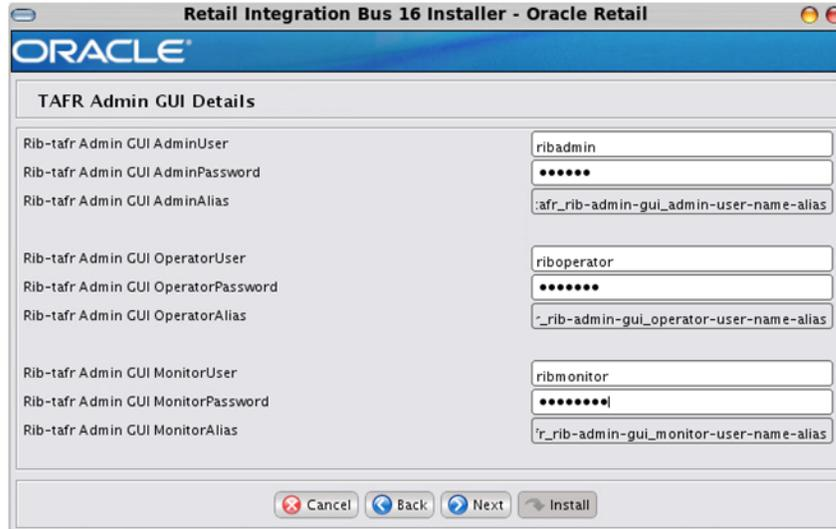 Retail Integration Bus 16 Installer - Oracle Retail
ORACLE
TAFR Admin GUI Details
Rib-tafr Admin GUI AdminUser ribadmin
Rib-tafr Admin GUI AdminPassword ••••••
Rib-tafr Admin GUI AdminAlias :afr_rib-admin-gui_admin-user-name-alias
Rib-tafr Admin GUI OperatorUser riboperator
Rib-tafr Admin GUI OperatorPassword •••••••
Rib-tafr Admin GUI OperatorAlias _rib-admin-gui_operator-user-name-alias
Rib-tafr Admin GUI MonitorUser ribmonitor
Rib-tafr Admin GUI MonitorPassword ••••••••
Rib-tafr Admin GUI MonitorAlias r_rib-admin-gui_monitor-user-name-alias
Cancel Back Next Install